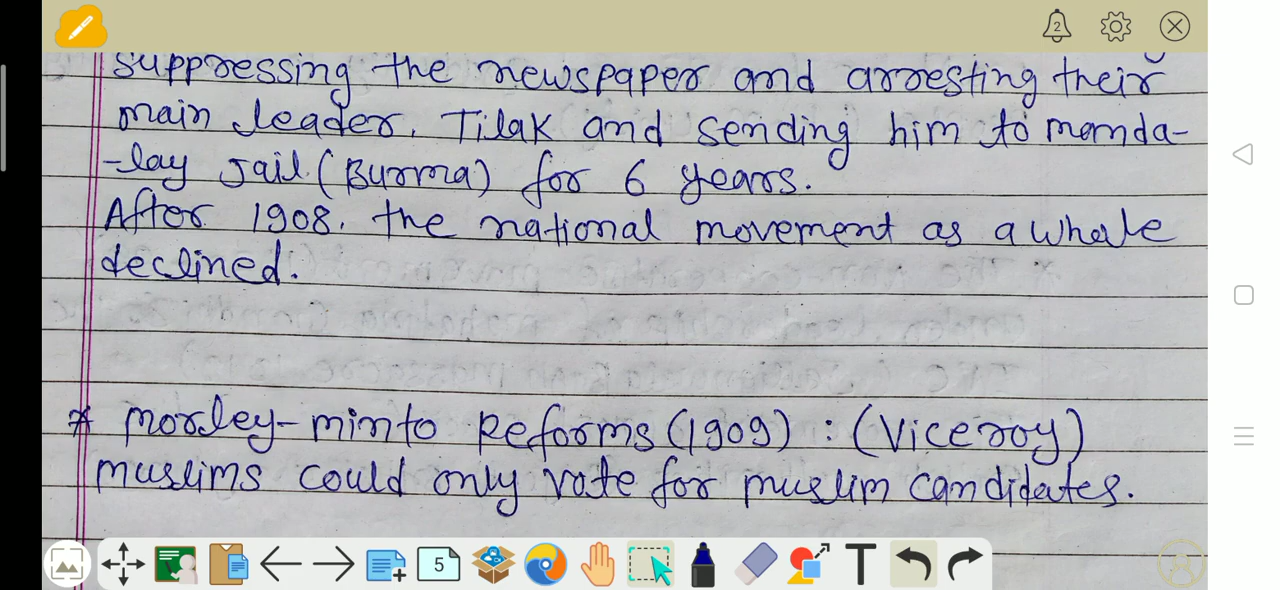 2
suppressing the newspaper and arresting their
main leader. Tilak and sending him to manda-
-lay Jail (Burma) for 6 years.
After 1908. the national movement as a whole
declined.
* Morley-minto Reforms (1909) : (Viceroy)
muslims could only vote for muslim candidates.
5
T